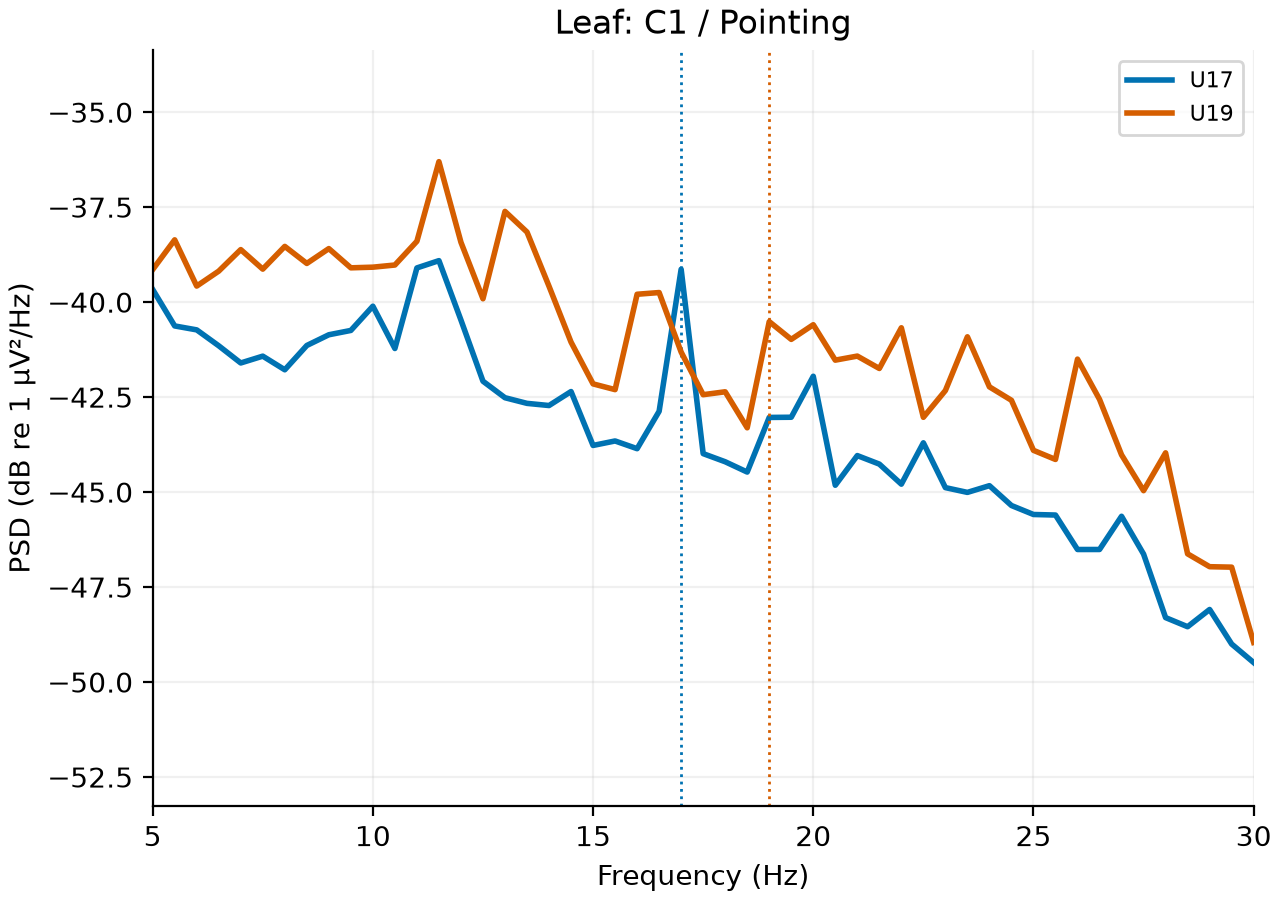 Leaf: C1 / Pointing
U17
U19
PSD (dB re 1 µV²/Hz)
−35.0
−37.5
−40.0
−42.5
−45.0
−47.5
−50.0
−52.5
5 10 15 20 25 30
Frequency (Hz)